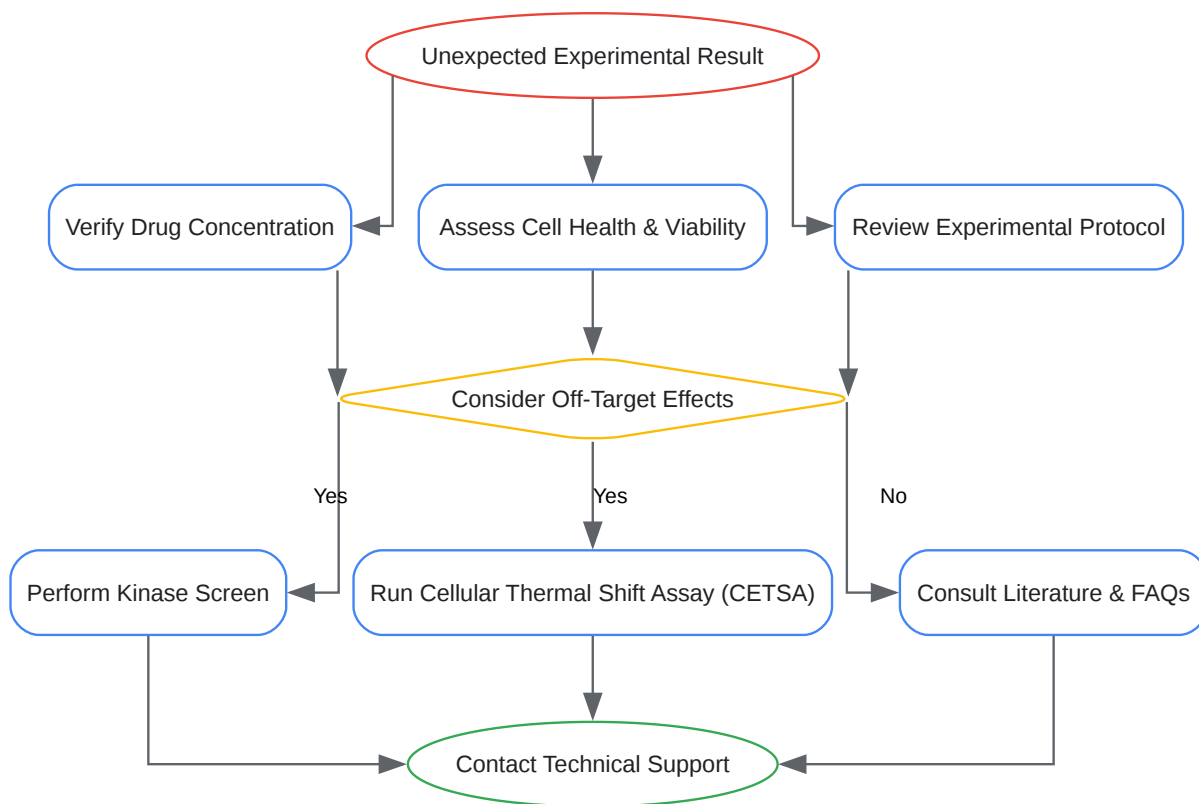 Unexpected Experimental Result
Verify Drug Concentration
Assess Cell Health & Viability
Review Experimental Protocol
Consider Off-Target Effects
Yes
Yes
No
Perform Kinase Screen
Run Cellular Thermal Shift Assay (CETSA)
Consult Literature & FAQs
Contact Technical Support